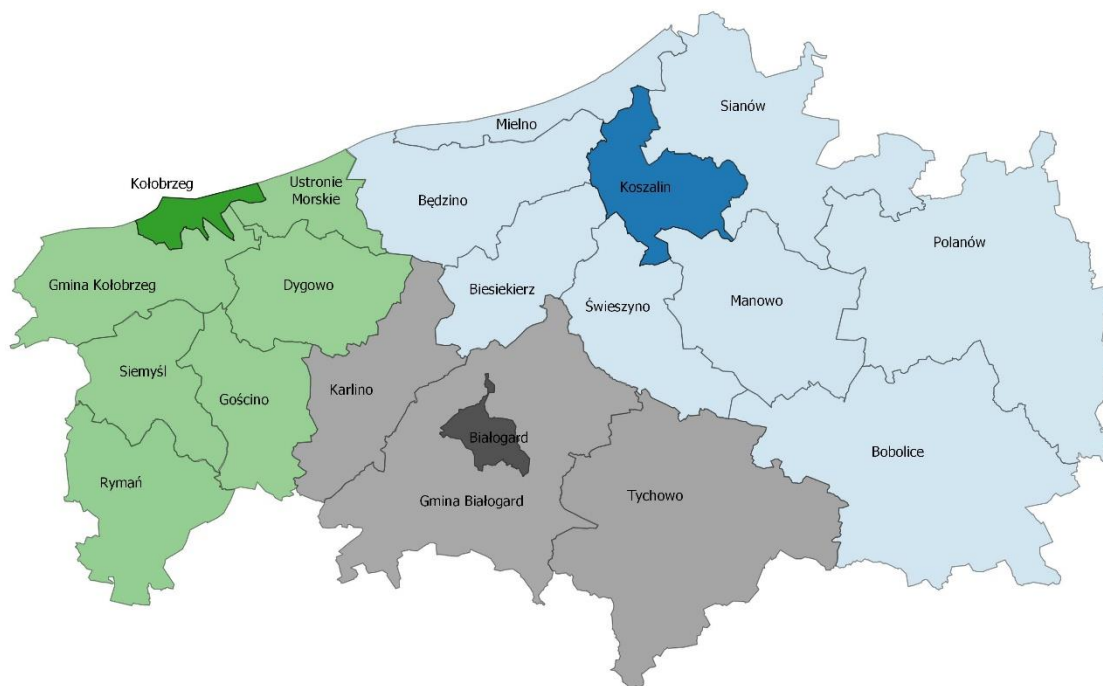 Sianów
Mielno
Kołobrzeg
Ustronie
Morskie
Koszalin
Będzino
Polanów
Gmina Kołobrzeg
Dygowo
Biesiekierz
Świeszyno
Manowo
Siemyśl
Gościno
Karlino
Białogard
Bobolice
Rymań
Gmina Białogard
Tychowo